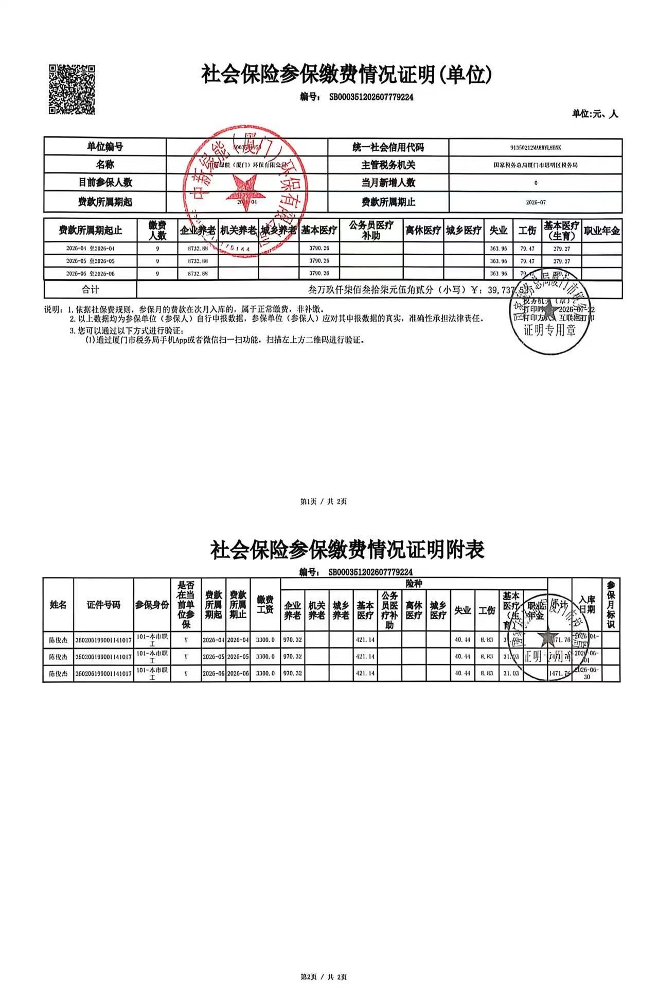 社会保险参保缴费情况证明(单位)
编号： SB000351202607779224
单位:元、人
单位编号 统一社会信用代码 91350212MA8RYL8BXK
名称 绿能（厦门）环保有限公司 主管税务机关 国家税务总局厦门市思明区税务局
目前参保人数 当月新增人数 0
费款所属期起 2026-04 费款所属期止 2026-07
中新绿能（厦门）环保有限公司
费款所属期起止 缴费人数 企业养老 机关养老 城乡养老 基本医疗 公务员医疗补助 离休医疗 城乡医疗 失业 工伤 基本医疗（生育） 职业年金
2026-04 至2026-04 9 8732.88 3790.26 363.96 79.47 279.27
2026-05 至2026-05 9 8732.88 3790.26 363.96 79.47 279.27
2026-06 至2026-06 9 8732.88 3790.26 363.96
合计 叁万玖仟柒佰叁拾柒元伍角贰分（小写）￥：39,737.52
说明：1.依据社保费规则，参保月的费款在次月入库的，属于正常缴费，非补缴。
2.以上数据均为参保单位（参保人）自行申报数据，参保单位（参保人）应对其申报数据的真实，准确性承担法律责任。
3.您可以通过以下方式进行验证：
(1)通过厦门市税务局手机App或者微信扫一扫功能，扫描左上方二维码进行验证。
国家税务总局厦门市税务局
税务机关（章）
打印时 2026-07-22
打印方式：互联网打印
证明专用章
第1页 / 共 2页
社会保险参保缴费情况证明附表
编号： SB000351202607779224
姓名 证件号码 参保身份 是否在当前单位参保 费款所属期起 费款所属期止 缴费工资 险种 入库日期 参保月标识
企业养老 机关养老 城乡养老 基本医疗 公务员医疗补助 离休医疗 城乡医疗 失业 工伤 基本医疗（生育） 职业年金
陈俊杰 350206199001141017 101-本市职工 Y 2026-04 2026-04 3300.0 970.32 421.14 40.44 8.83 31.03 1471.76
陈俊杰 350206199001141017 101-本市职工 Y 2026-05 2026-05 3300.0 970.32 421.14 40.44 8.83 31.03 2026-06-01
陈俊杰 350206199001141017 101-本市职工 Y 2026-06 2026-06 3300.0 970.32 421.14 40.44 8.83 31.03 1471.76 2026-06-30
证明专用章
第2页 / 共 2页